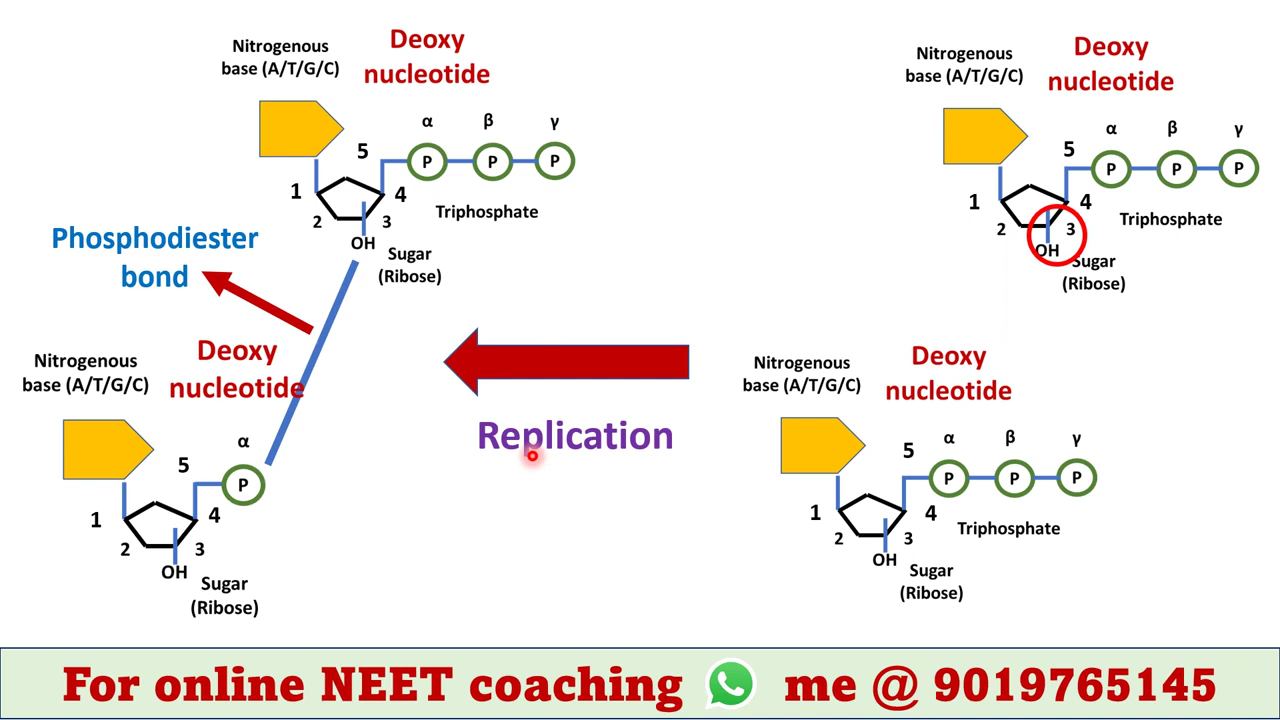 Nitrogenous
base (A/T/G/C)
Deoxy
nucleotide
α
β
γ
5
P
P
P
1
4
2
3
Triphosphate
OH
Sugar
(Ribose)
Phosphodiester
bond
Nitrogenous
base (A/T/G/C)
Deoxy
nucleotide
α
5
P
1
4
2
3
OH
Sugar
(Ribose)
Replication
Nitrogenous
base (A/T/G/C)
Deoxy
nucleotide
α
β
γ
5
P
P
P
1
4
2
3
Triphosphate
OH
Sugar
(Ribose)
Nitrogenous
base (A/T/G/C)
Deoxy
nucleotide
α
β
γ
5
P
P
P
1
4
2
3
Triphosphate
OH
Sugar
(Ribose)
For online NEET coaching me @ 9019765145